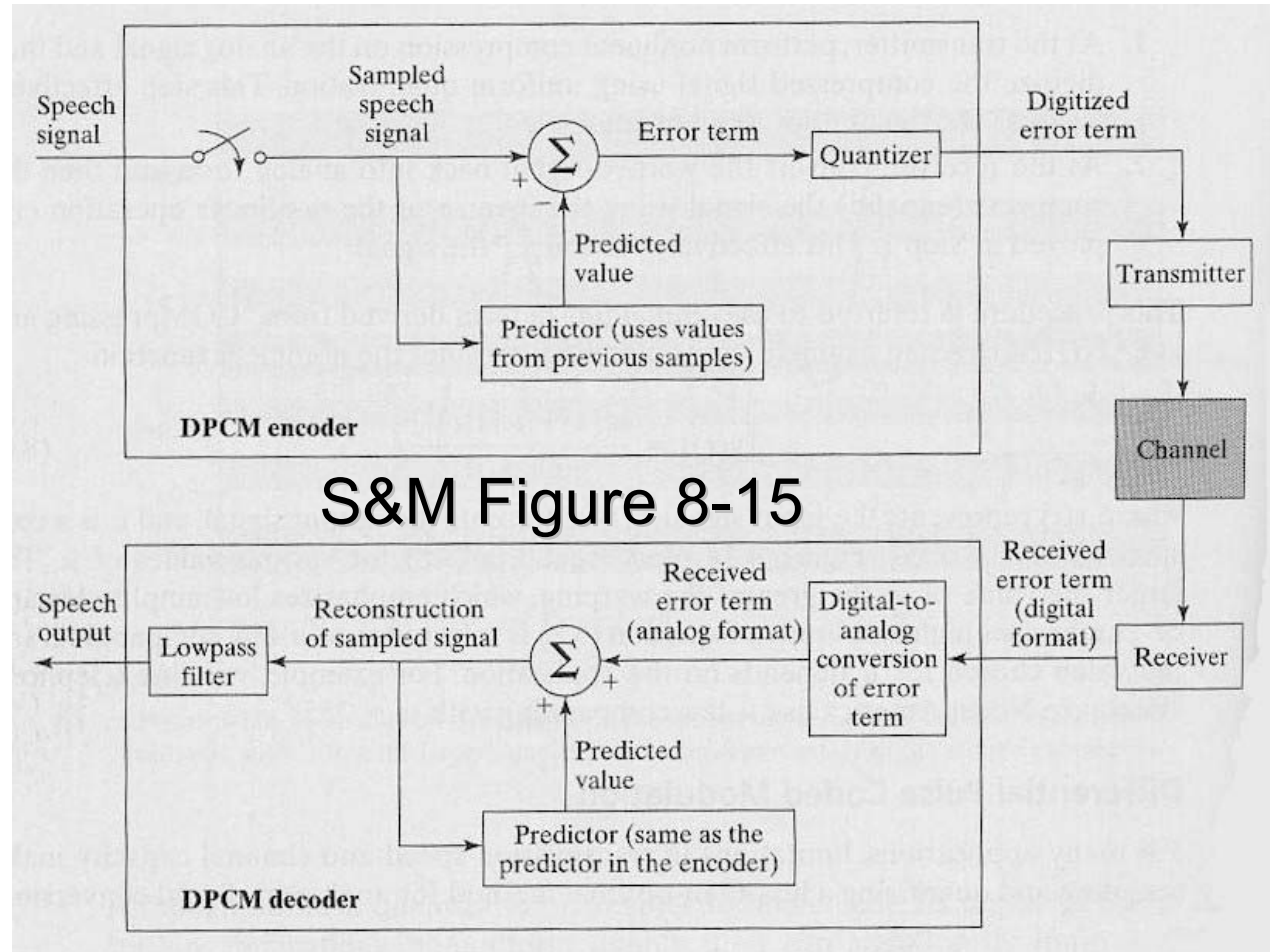 Speech
signal
Sampled
speech
signal
+
−
Σ
Error term
Quantizer
Digitized
error term
Predicted
value
Predictor (uses values
from previous samples)
DPCM encoder
Transmitter
Channel
S&M Figure 8-15
Receiver
Received
error term
(digital
format)
Digital-to-
analog
conversion
of error
term
Received
error term
(analog format)
Σ
+
+
Reconstruction
of sampled signal
Lowpass
filter
Speech
output
Predicted
value
Predictor (same as the
predictor in the encoder)
DPCM decoder